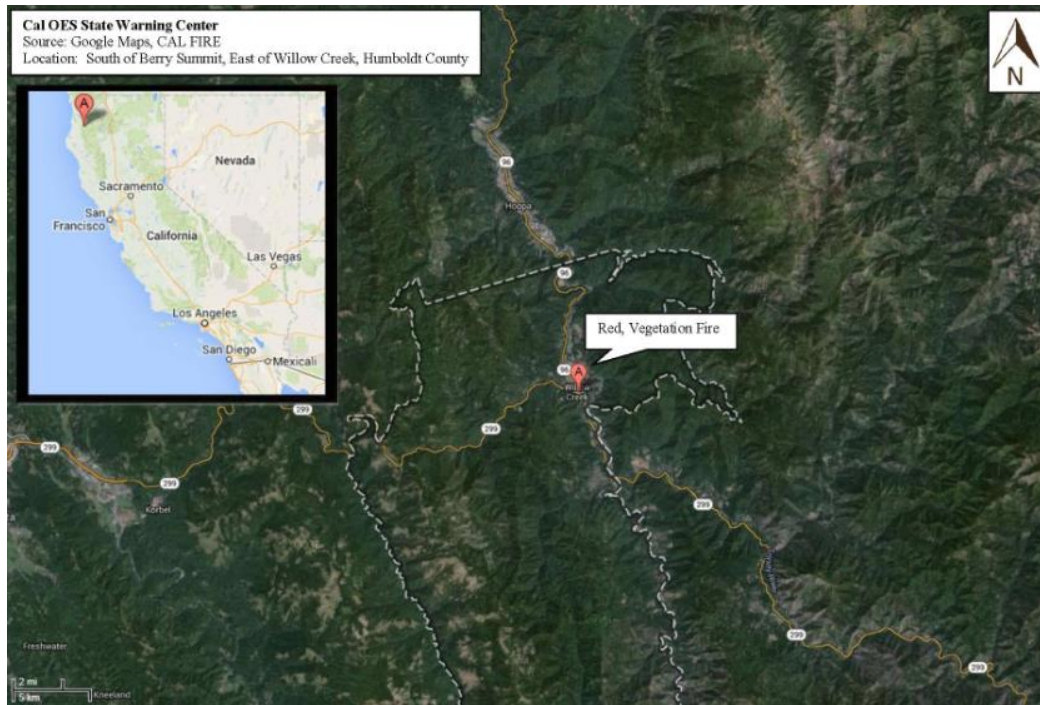 Cal OES State Warning Center
Source: Google Maps, CAL FIRE
Location: South of Berry Summit, East of Willow Creek, Humboldt County
N
A
Nevada
Sacramento
San
Francisco
California
Las Vegas
Los Angeles
San Diego
Mexicali
96
Hoopa
96
Red, Vegetation Fire
96
A
Creek
299
299
299
299
Korbel
299
299
299
Freshwater
2 mi
5 km
Kneeland